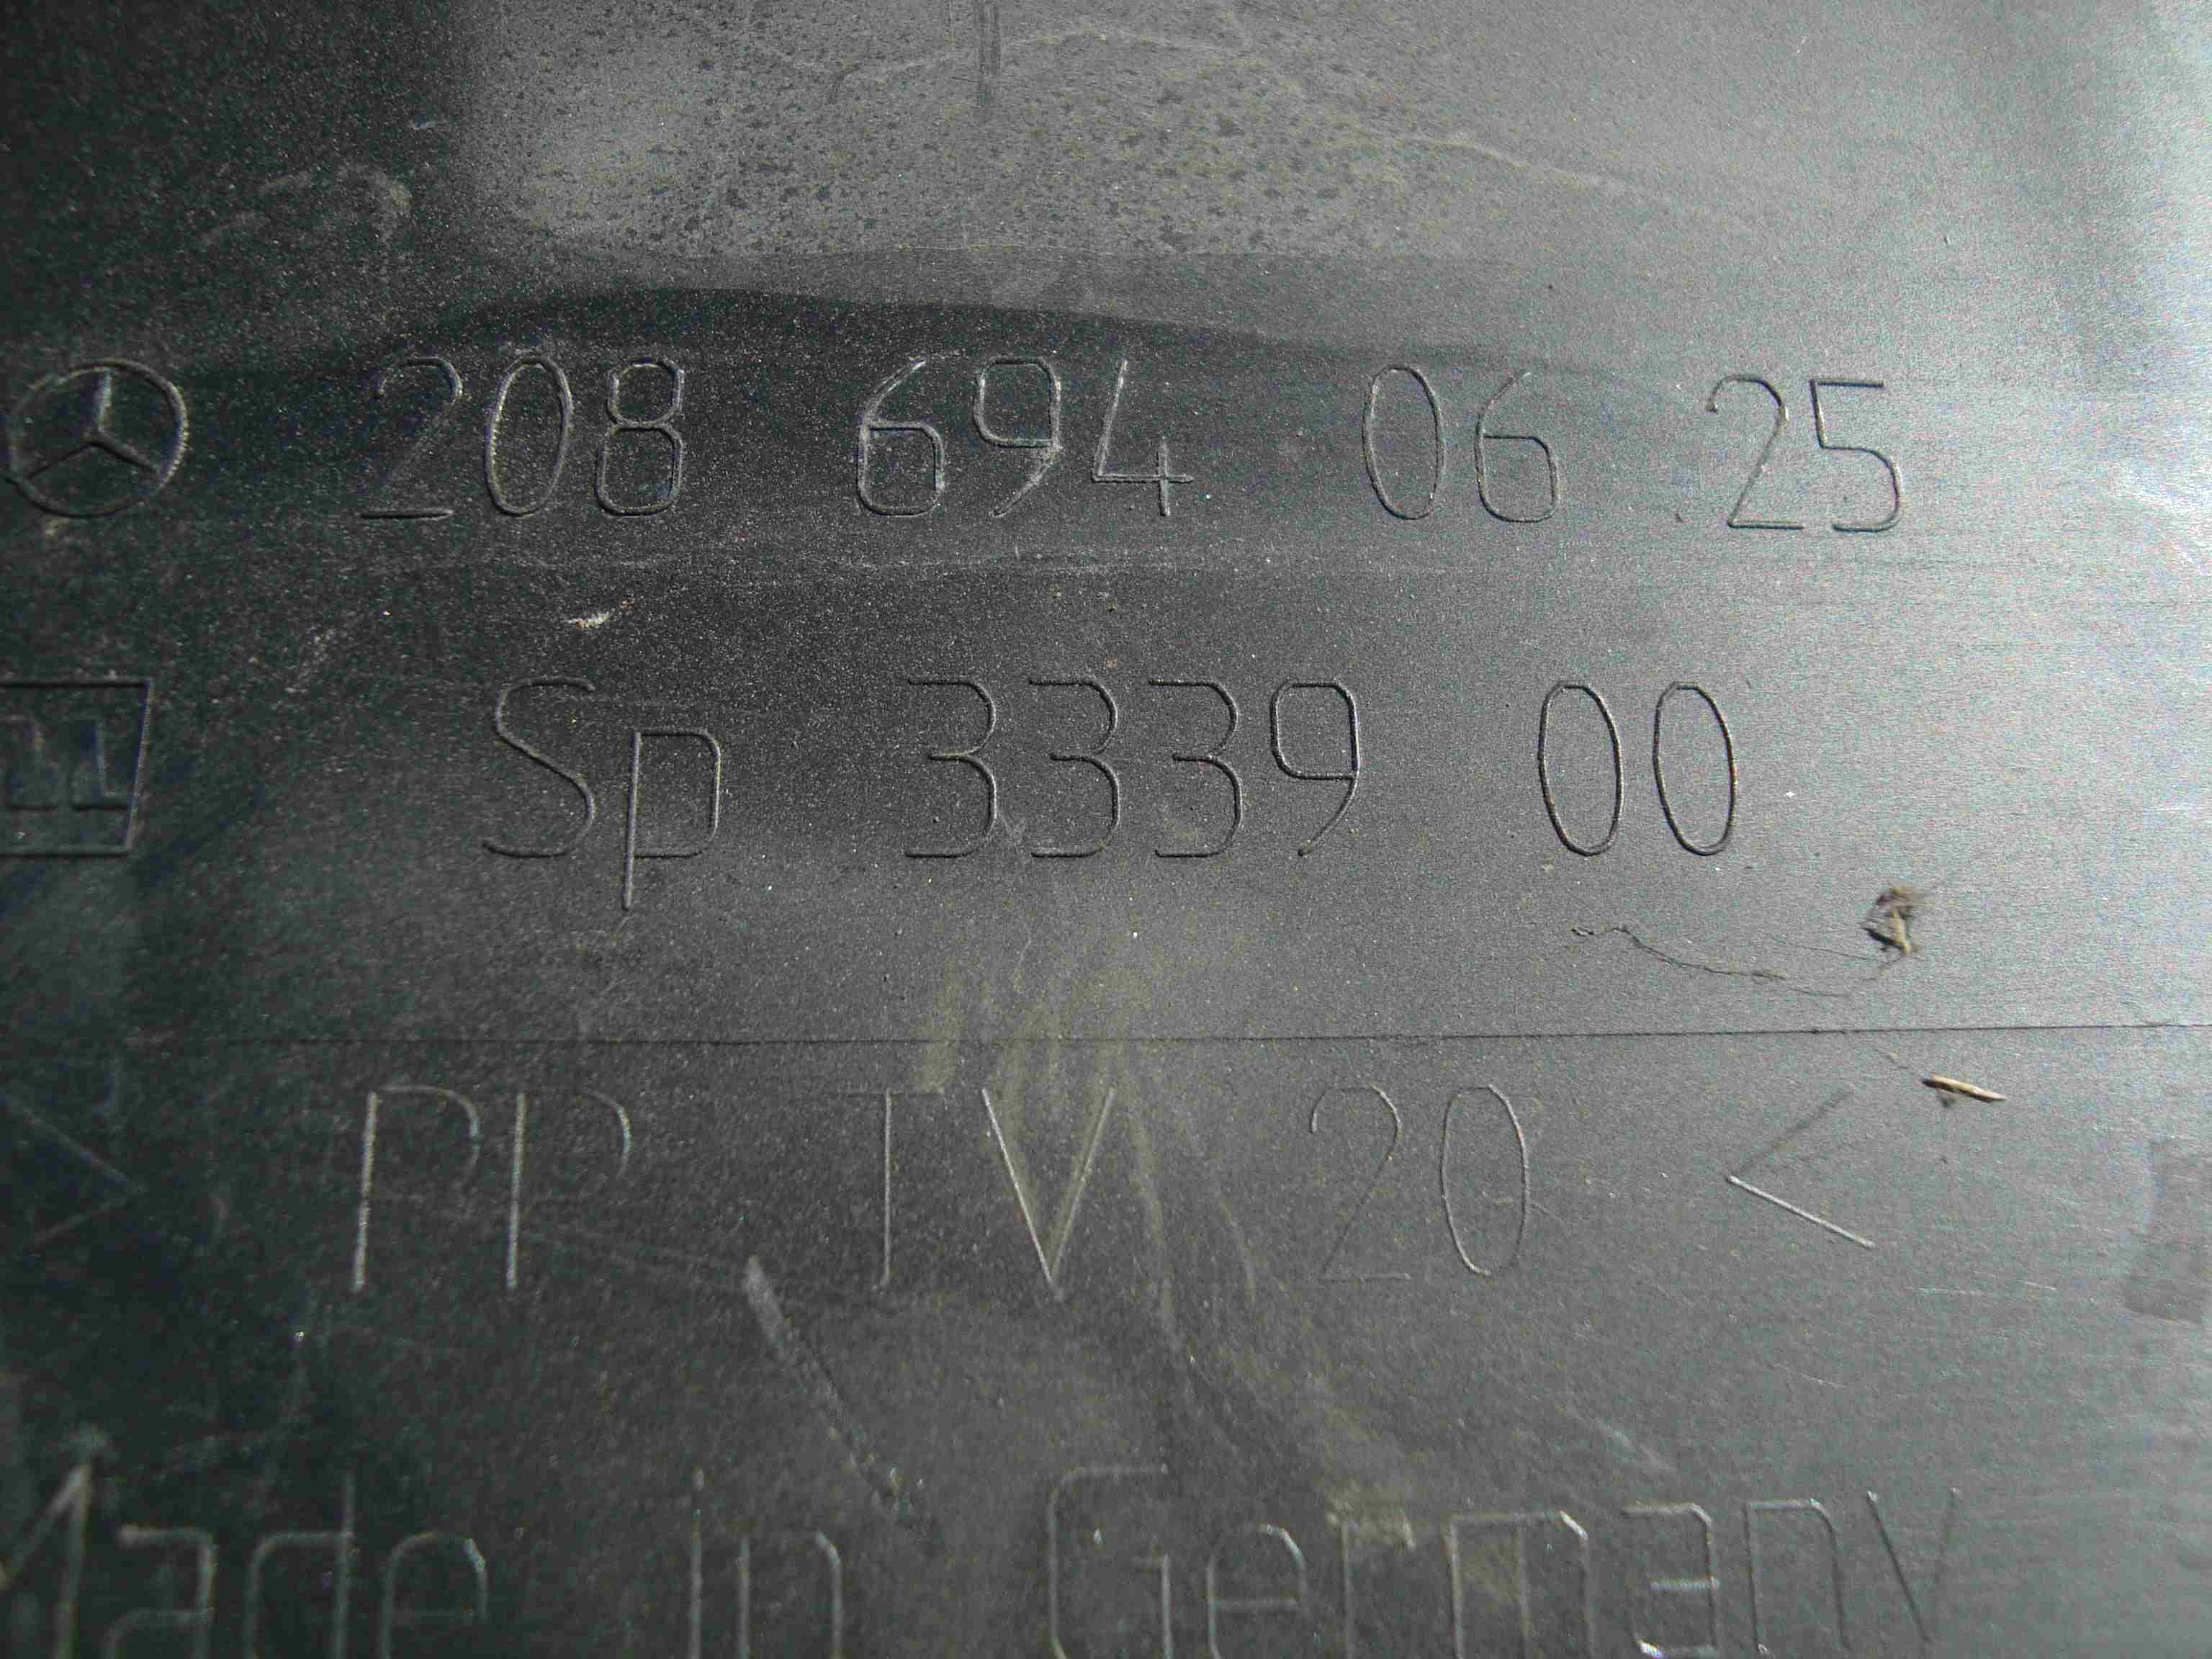 208 694 06 25
Sp 3339 00
> PP TV 20 <
Made in Germany